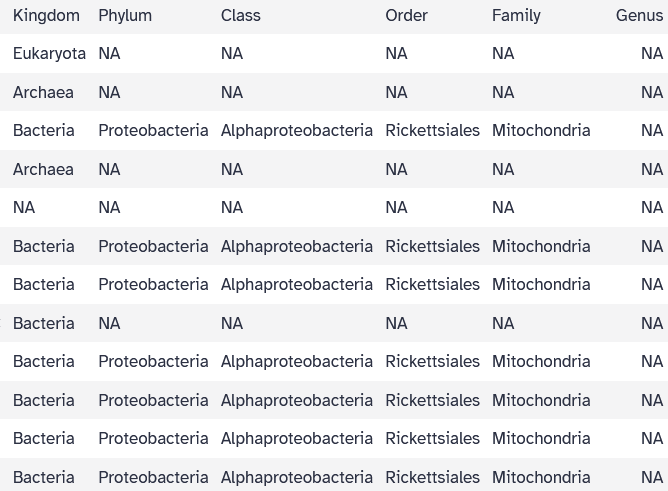 Kingdom Phylum Class Order Family Genus
Eukaryota NA NA NA NA NA
Archaea NA NA NA NA NA
Bacteria Proteobacteria Alphaproteobacteria Rickettsiales Mitochondria NA
Archaea NA NA NA NA NA
NA NA NA NA NA NA
Bacteria Proteobacteria Alphaproteobacteria Rickettsiales Mitochondria NA
Bacteria Proteobacteria Alphaproteobacteria Rickettsiales Mitochondria NA
Bacteria NA NA NA NA NA
Bacteria Proteobacteria Alphaproteobacteria Rickettsiales Mitochondria NA
Bacteria Proteobacteria Alphaproteobacteria Rickettsiales Mitochondria NA
Bacteria Proteobacteria Alphaproteobacteria Rickettsiales Mitochondria NA
Bacteria Proteobacteria Alphaproteobacteria Rickettsiales Mitochondria NA